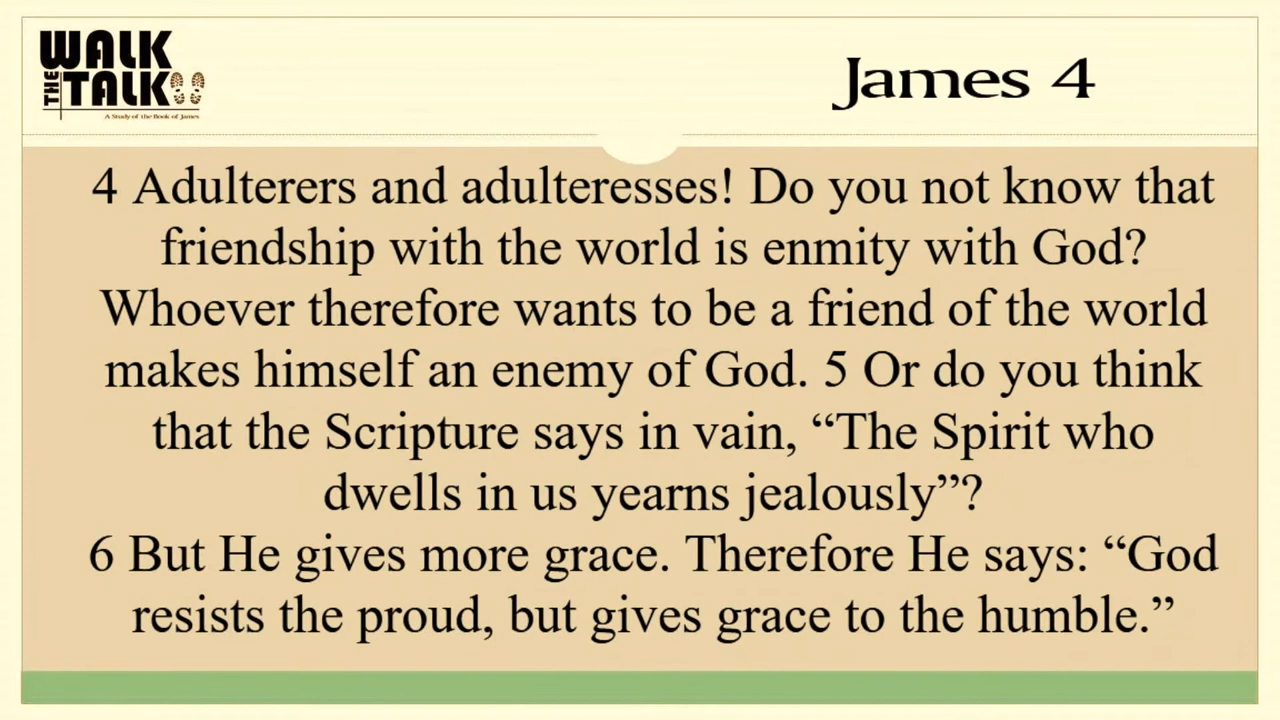 WALK
THE TALK
A Study of the Book of James
James 4
4 Adulterers and adulteresses! Do you not know that
friendship with the world is enmity with God?
Whoever therefore wants to be a friend of the world
makes himself an enemy of God. 5 Or do you think
that the Scripture says in vain, “The Spirit who
dwells in us yearns jealously”?
6 But He gives more grace. Therefore He says: “God
resists the proud, but gives grace to the humble.”